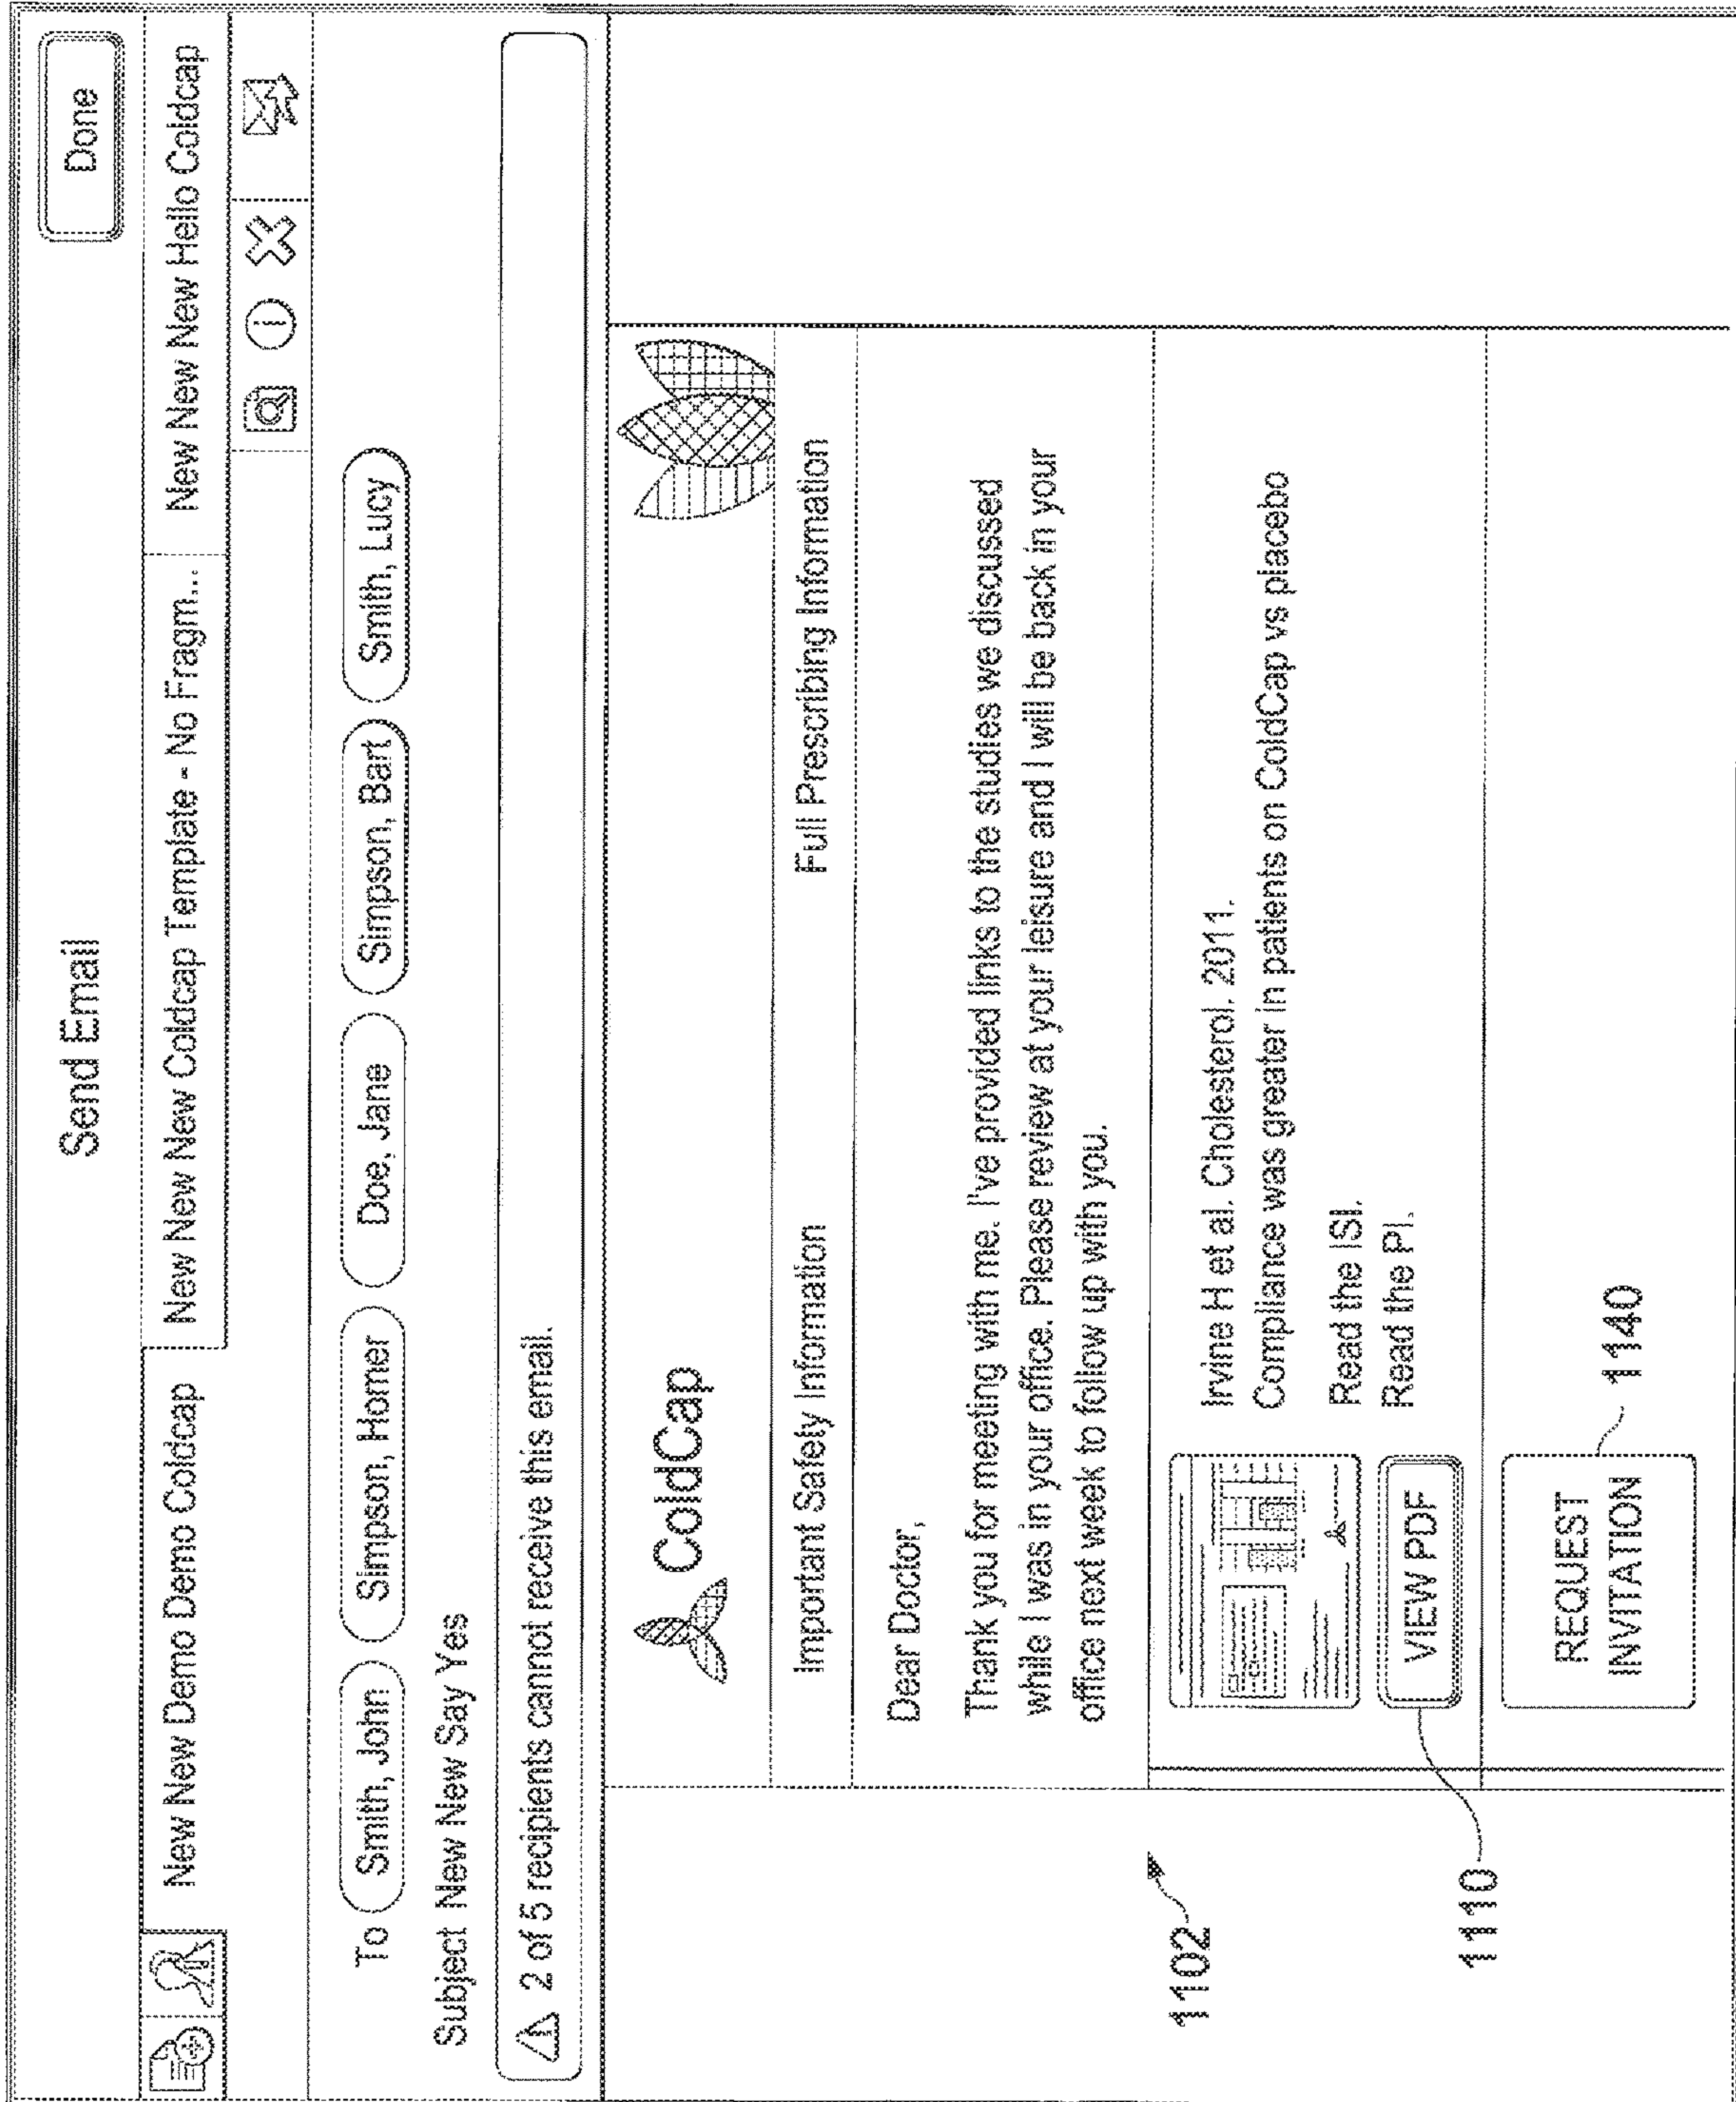 Send Email
Done
New New Demo Demo Coldcap
New New New Coldcap Template - No Fragm...
New New New Hello Coldcap
To Smith, John Simpson, Homer Doe, Jane Simpson, Bart Smith, Lucy
Subject New New Say Yes
2 of 5 recipients cannot receive this email.
ColdCap
Important Safety Information
Full Prescribing Information
Dear Doctor,
Thank you for meeting with me. I've provided links to the studies we discussed
while I was in your office. Please review at your leisure and I will be back in your
office next week to follow up with you.
Irvine H et al. Cholesterol. 2011.
Compliance was greater in patients on ColdCap vs placebo
Read the ISI.
Read the PI.
VIEW PDF
REQUEST
INVITATION
1102
1110
1140